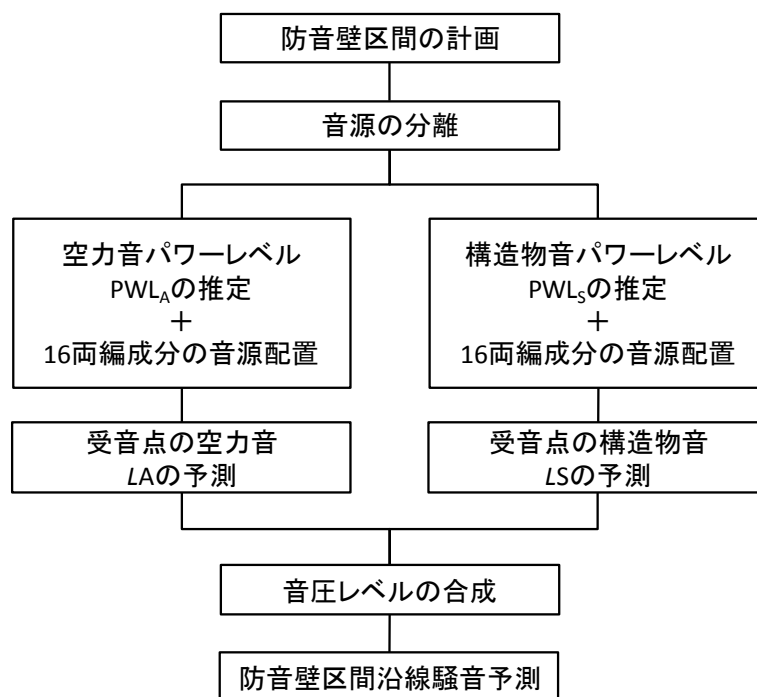 防音壁区間の計画
音源の分離
空力音パワーレベル
PWLAの推定
＋
16両編成分の音源配置
構造物音パワーレベル
PWLSの推定
＋
16両編成分の音源配置
受音点の空力音
LAの予測
受音点の構造物音
LSの予測
音圧レベルの合成
防音壁区間沿線騒音予測